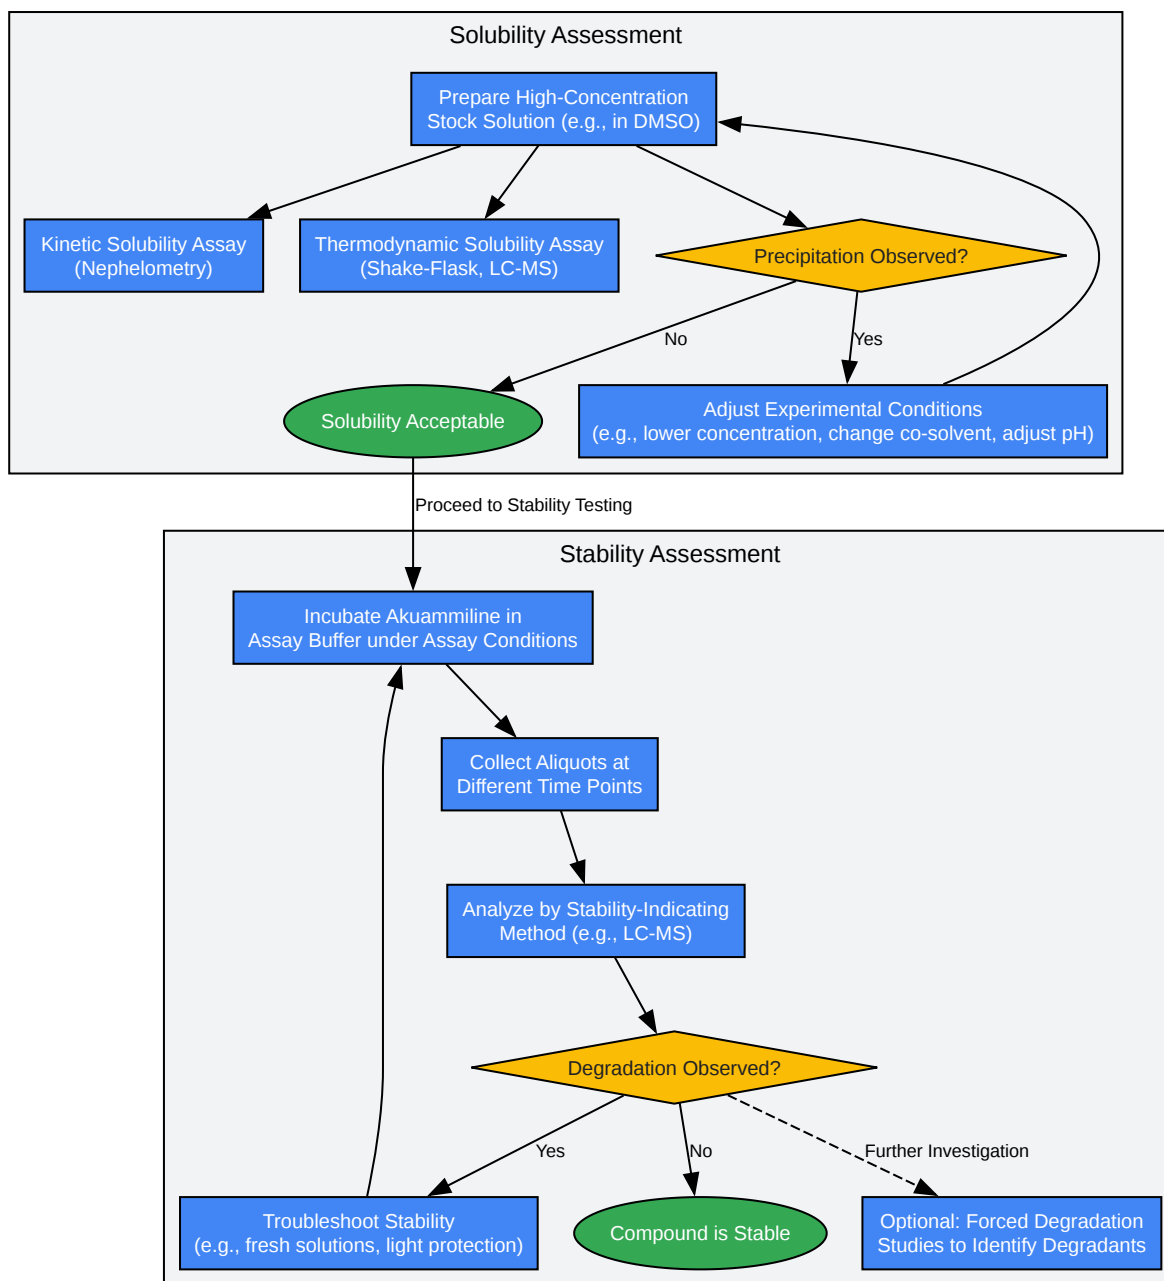 Solubility Assessment
Prepare High-Concentration
Stock Solution (e.g., in DMSO)
Kinetic Solubility Assay
(Nephelometry)
Thermodynamic Solubility Assay
(Shake-Flask, LC-MS)
Precipitation Observed?
No
Yes
Solubility Acceptable
Adjust Experimental Conditions
(e.g., lower concentration, change co-solvent, adjust pH)
Proceed to Stability Testing
Stability Assessment
Incubate Akuammiline in
Assay Buffer under Assay Conditions
Collect Aliquots at
Different Time Points
Analyze by Stability-Indicating
Method (e.g., LC-MS)
Degradation Observed?
Yes
No
Further Investigation
Troubleshoot Stability
(e.g., fresh solutions, light protection)
Compound is Stable
Optional: Forced Degradation
Studies to Identify Degradants